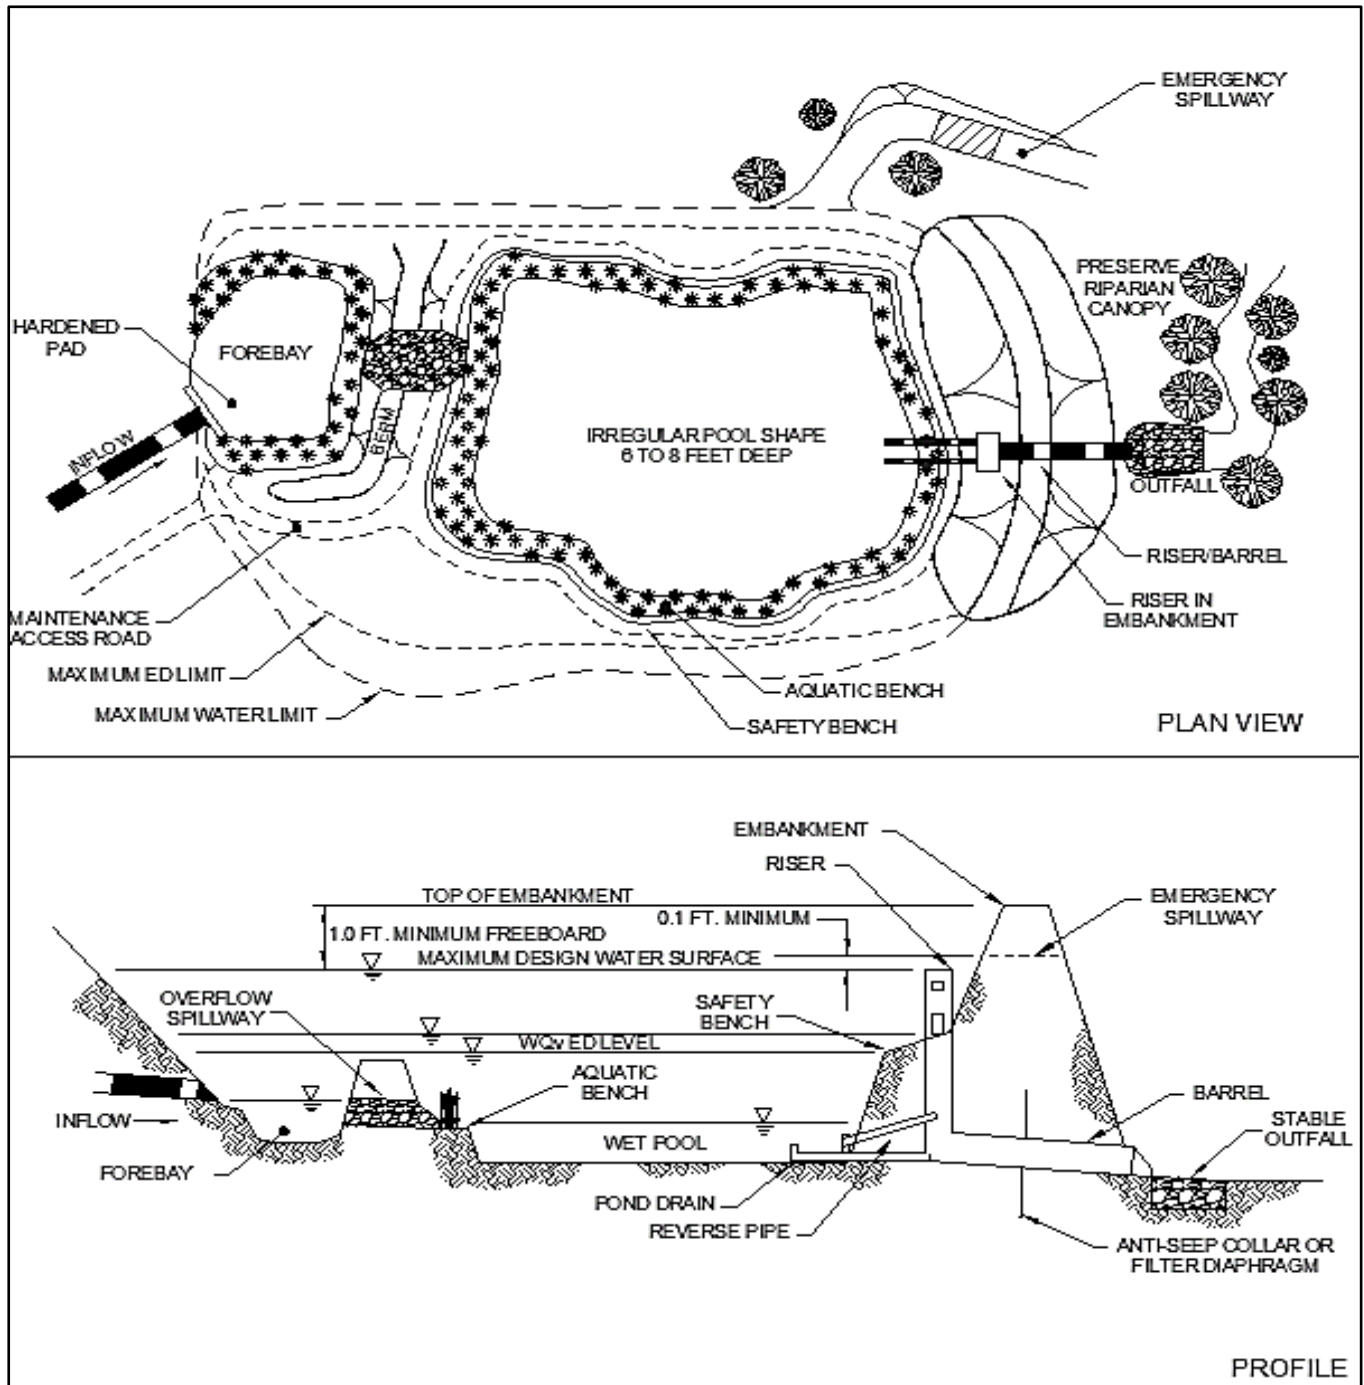 EMERGENCY
SPILLWAY
PRESERVE
RIPARIAN
CANOPY
HARDENED
PAD
FOREBAY
INFLOW
BERM
IRREGULAR POOL SHAPE
6 TO 8 FEET DEEP
OUTFALL
RISER/BARREL
RISER IN
EMBANKMENT
MAINTENANCE
ACCESS ROAD
MAXIMUM ED LIMIT
MAXIMUM WATER LIMIT
AQUATIC BENCH
SAFETY BENCH
PLAN VIEW
EMBANKMENT
RISER
TOP OF EMBANKMENT
EMERGENCY
SPILLWAY
0.1 FT. MINIMUM
1.0 FT. MINIMUM FREEBOARD
MAXIMUM DESIGN WATER SURFACE
OVERFLOW
SPILLWAY
SAFETY
BENCH
WQv ED LEVEL
AQUATIC
BENCH
INFLOW
BARREL
STABLE
OUTFALL
WET POOL
FOREBAY
POND DRAIN
REVERSE PIPE
ANTI-SEEP COLLAR OR
FILTER DIAPHRAGM
PROFILE